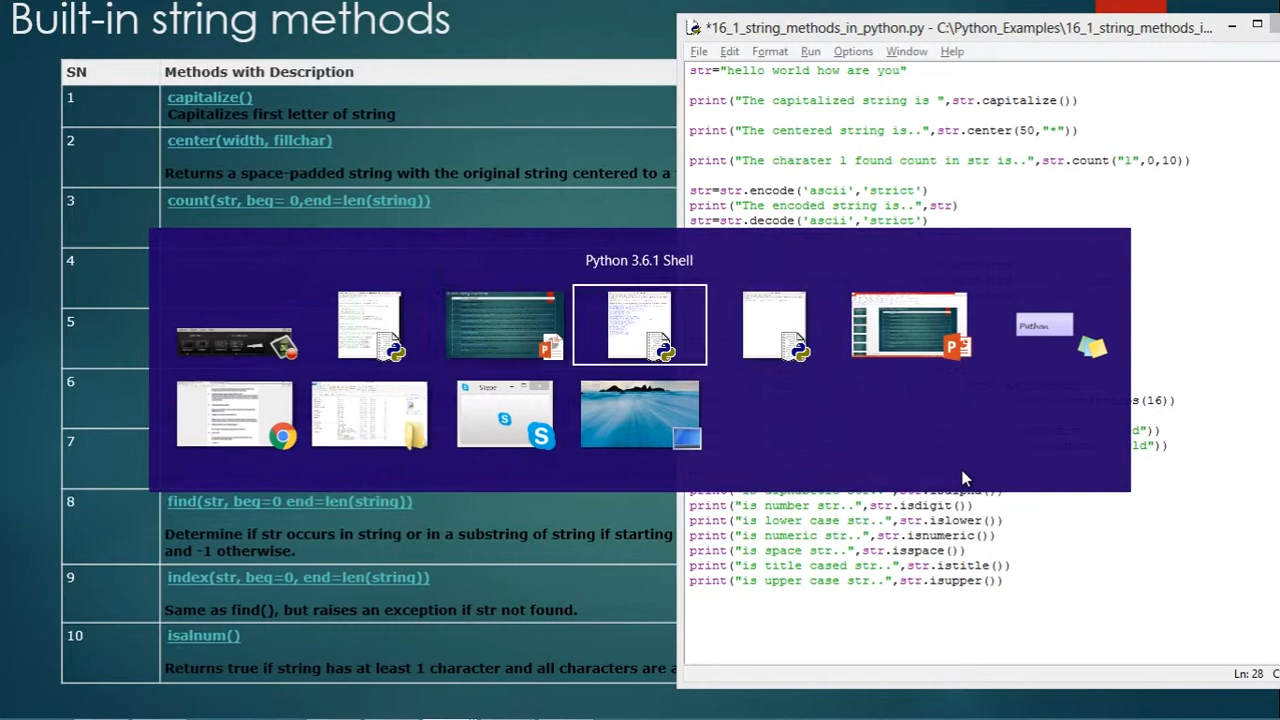 Built-in string methods
SN
Methods with Description
1
capitalize()
Capitalizes first letter of string
2
center(width, fillchar)
Returns a space-padded string with the original string centered to a
3
count(str, beg= 0,end=len(string))
4
5
6
7
8
find(str, beg=0 end=len(string))
Determine if str occurs in string or in a substring of string if starting
and -1 otherwise.
9
index(str, beg=0, end=len(string))
Same as find(), but raises an exception if str not found.
10
isalnum()
Returns true if string has at least 1 character and all characters are a
*16_1_string_methods_in_python.py - C:\Python_Examples\16_1_string_methods_i...
File Edit Format Run Options Window Help
str="hello world how are you"
print("The capitalized string is ",str.capitalize())
print("The centered string is..",str.center(50,"*"))
print("The charater l found count in str is..",str.count("l",0,10))
str=str.encode('ascii','strict')
print("The encoded string is..",str)
str=str.decode('ascii','strict')
(16))
d"))
ld"))
print("is number str..",str.isdigit())
print("is lower case str..",str.islower())
print("is numeric str..",str.isnumeric())
print("is space str..",str.isspace())
print("is title cased str..",str.istitle())
print("is upper case str..",str.isupper())
Ln: 28
Python 3.6.1 Shell
Python
Skype